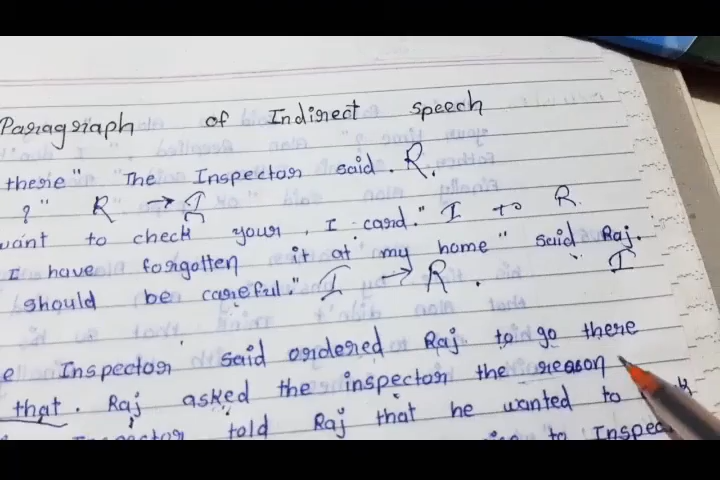 Paragraph of Indirect speech
there" The Inspector said. R.
?" R → I
want to check your I card." I to R
I have forgotten it at my home" said Raj.
should be careful." I → R. I
e Inspector said ordered Raj to go there
that. Raj asked the inspector the reason
told Raj that he wanted to
to Inspec